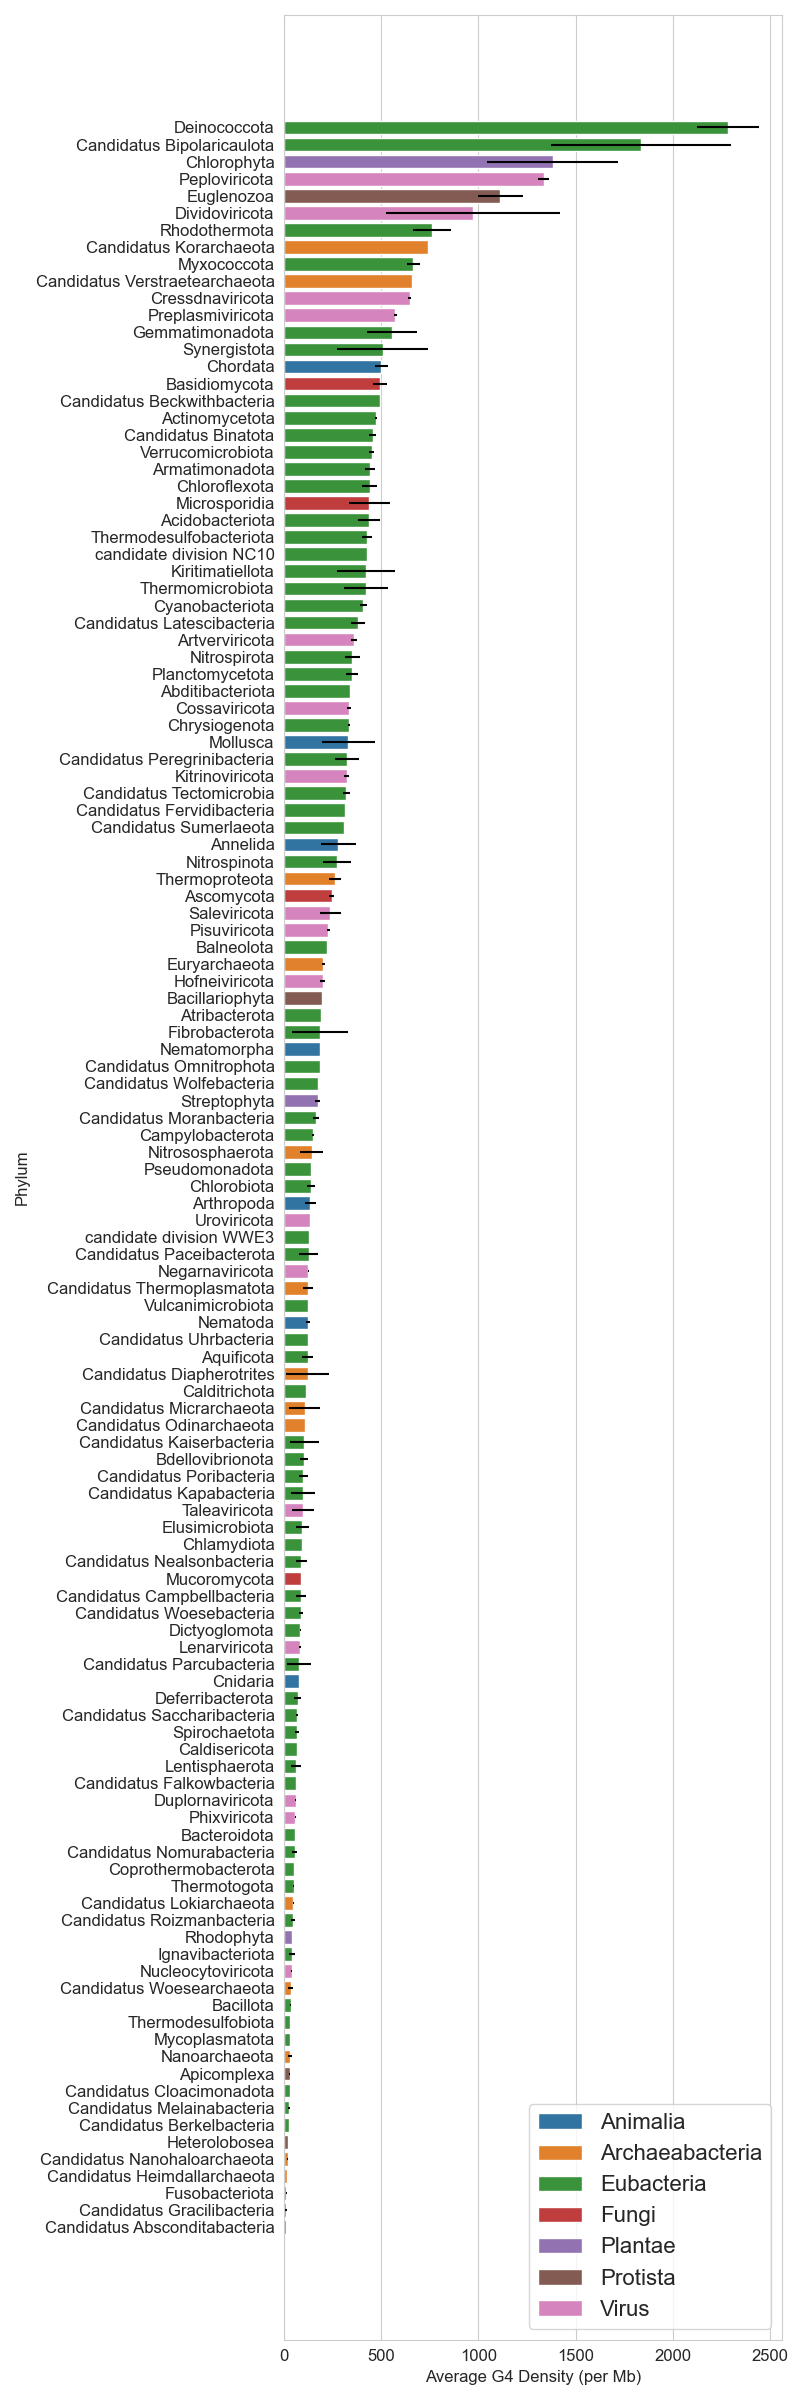 Deinococcota
Candidatus Bipolaricaulota
Chlorophyta
Peploviricota
Euglenozoa
Dividoviricota
Rhodothermota
Candidatus Korarchaeota
Myxococcota
Candidatus Verstraetearchaeota
Cressdnaviricota
Preplasmiviricota
Gemmatimonadota
Synergistota
Chordata
Basidiomycota
Candidatus Beckwithbacteria
Actinomycetota
Candidatus Binatota
Verrucomicrobiota
Armatimonadota
Chloroflexota
Microsporidia
Acidobacteriota
Thermodesulfobacteriota
candidate division NC10
Kiritimatiellota
Thermomicrobiota
Cyanobacteriota
Candidatus Latescibacteria
Artverviricota
Nitrospirota
Planctomycetota
Abditibacteriota
Cossaviricota
Chrysiogenota
Mollusca
Candidatus Peregrinibacteria
Kitrinoviricota
Candidatus Tectomicrobia
Candidatus Fervidibacteria
Candidatus Sumerlaeota
Annelida
Nitrospinota
Thermoproteota
Ascomycota
Saleviricota
Pisuviricota
Balneolota
Euryarchaeota
Hofneiviricota
Bacillariophyta
Atribacterota
Fibrobacterota
Nematomorpha
Candidatus Omnitrophota
Candidatus Wolfebacteria
Streptophyta
Candidatus Moranbacteria
Campylobacterota
Nitrososphaerota
Pseudomonadota
Chlorobiota
Arthropoda
Uroviricota
candidate division WWE3
Candidatus Paceibacterota
Negarnaviricota
Candidatus Thermoplasmatota
Vulcanimicrobiota
Nematoda
Candidatus Uhrbacteria
Aquificota
Candidatus Diapherotrites
Calditrichota
Candidatus Micrarchaeota
Candidatus Odinarchaeota
Candidatus Kaiserbacteria
Bdellovibrionota
Candidatus Poribacteria
Candidatus Kapabacteria
Taleaviricota
Elusimicrobiota
Chlamydiota
Candidatus Nealsonbacteria
Mucoromycota
Candidatus Campbellbacteria
Candidatus Woesebacteria
Dictyoglomota
Lenarviricota
Candidatus Parcubacteria
Cnidaria
Deferribacterota
Candidatus Saccharibacteria
Spirochaetota
Caldisericota
Lentisphaerota
Candidatus Falkowbacteria
Duplornaviricota
Phixviricota
Bacteroidota
Candidatus Nomurabacteria
Coprothermobacterota
Thermotogota
Candidatus Lokiarchaeota
Candidatus Roizmanbacteria
Rhodophyta
Ignavibacteriota
Nucleocytoviricota
Candidatus Woesearchaeota
Bacillota
Thermodesulfobiota
Mycoplasmatota
Nanoarchaeota
Apicomplexa
Candidatus Cloacimonadota
Candidatus Melainabacteria
Candidatus Berkelbacteria
Heterolobosea
Candidatus Nanohaloarchaeota
Candidatus Heimdallarchaeota
Fusobacteriota
Candidatus Gracilibacteria
Candidatus Absconditabacteria
Phylum
Animalia
Archaeabacteria
Eubacteria
Fungi
Plantae
Protista
Virus
0 500 1000 1500 2000 2500
Average G4 Density (per Mb)